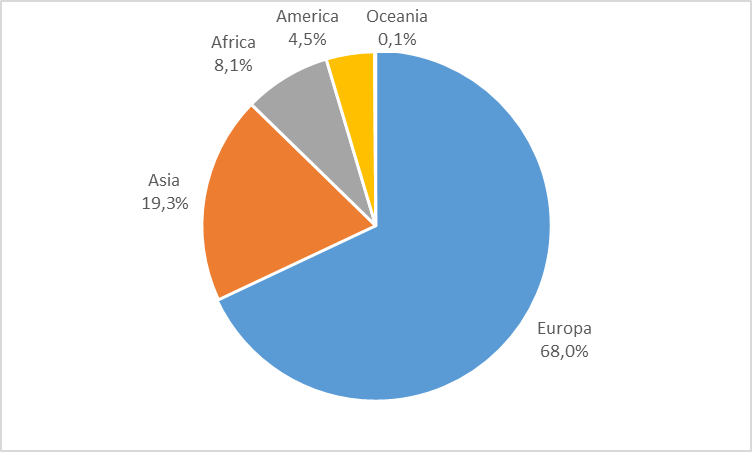 America
4,5%
Oceania
0,1%
Africa
8,1%
Asia
19,3%
Europa
68,0%